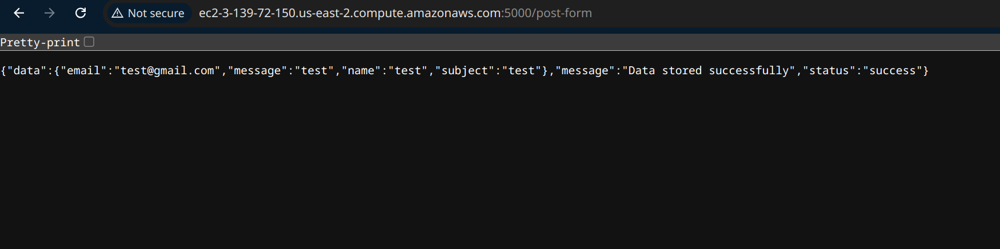 Not secure ec2-3-139-72-150.us-east-2.compute.amazonaws.com:5000/post-form
Pretty-print
{"data":{"email":"test@gmail.com","message":"test","name":"test","subject":"test"},"message":"Data stored successfully","status":"success"}